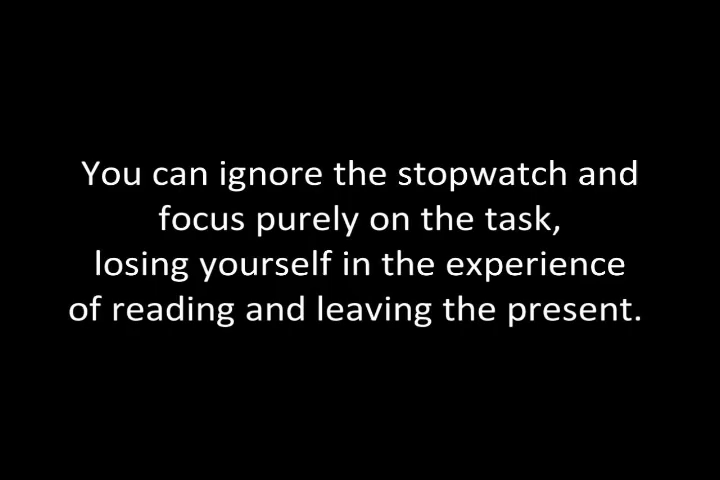 You can ignore the stopwatch and
focus purely on the task,
losing yourself in the experience
of reading and leaving the present.